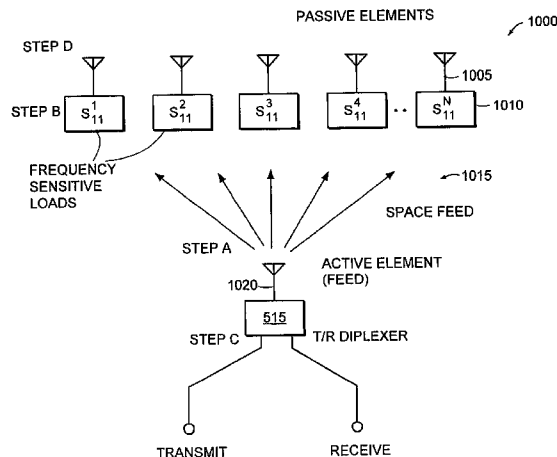 PASSIVE ELEMENTS
1000
STEP D
1005
STEP B
S¹₁₁
S²₁₁
S³₁₁
S⁴₁₁
..
Sᴺ₁₁
1010
FREQUENCY
SENSITIVE
LOADS
1015
SPACE FEED
STEP A
ACTIVE ELEMENT
(FEED)
1020
515
STEP C
T/R DIPLEXER
TRANSMIT
RECEIVE